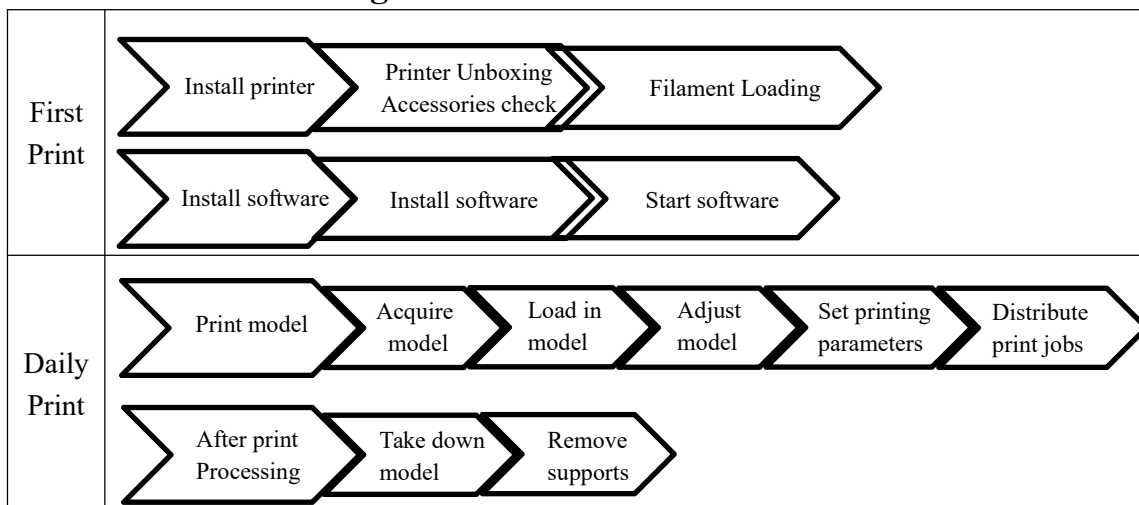 First
Print
Install printer
Printer Unboxing
Accessories check
Filament Loading
Install software
Install software
Start software
Daily
Print
Print model
Acquire
model
Load in
model
Adjust
model
Set printing
parameters
Distribute
print jobs
After print
Processing
Take down
model
Remove
supports